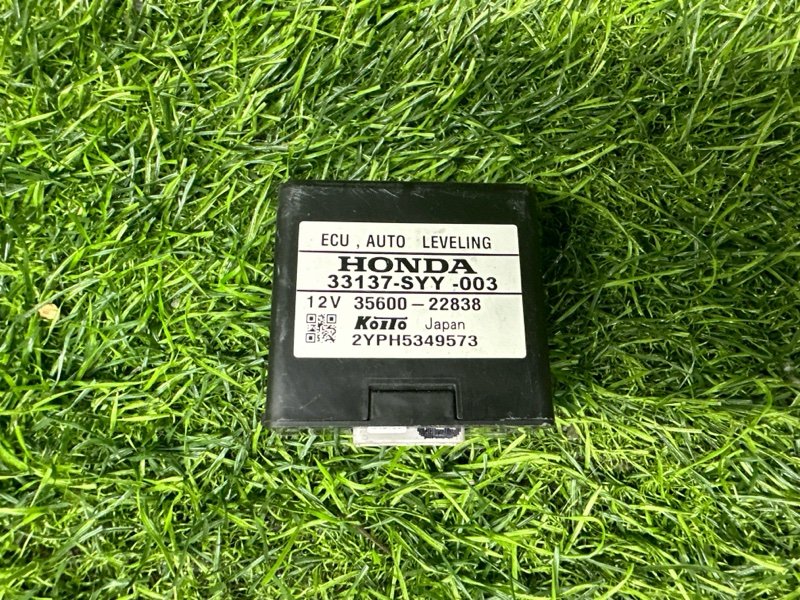 ECU , AUTO LEVELING
HONDA
33137-SYY -003
12V 35600-22838
KOITO Japan
2YPH5349573